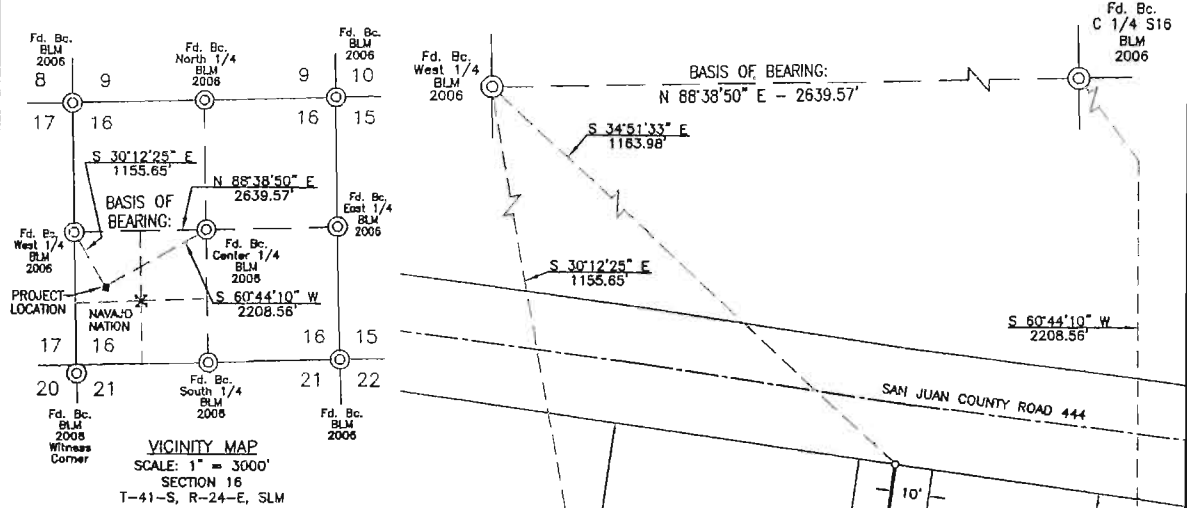 Fd. Bc.
BLM
2006
8 9
17 16
Fd. Bc.
North 1/4
BLM
2006
Fd. Bc.
BLM
2006
9 10
16 15
S 30°12'25" E
1155.65'
N 88°38'50" E
2639.57'
BASIS OF
BEARING:
Fd. Bc.
West 1/4
BLM
2006
Fd. Bc.
Center 1/4
BLM
2006
Fd. Bc.
East 1/4
BLM
2006
S 60°44'10" W
2208.56'
PROJECT
LOCATION
NAVAJO
NATION
17 16
20 21
16 15
21 22
Fd. Bc.
BLM
2006
Witness
Corner
Fd. Bc.
South 1/4
BLM
2006
Fd. Bc.
BLM
2006
VICINITY MAP
SCALE: 1" = 3000'
SECTION 16
T-41-S, R-24-E, SLM
Fd. Bc.
West 1/4
BLM
2006
BASIS OF BEARING:
N 88°38'50" E - 2639.57'
Fd. Bc.
C 1/4 S16
BLM
2006
S 34°51'33" E
1163.98'
S 30°12'25" E
1155.65'
S 60°44'10" W
2208.56'
SAN JUAN COUNTY ROAD 444
10'